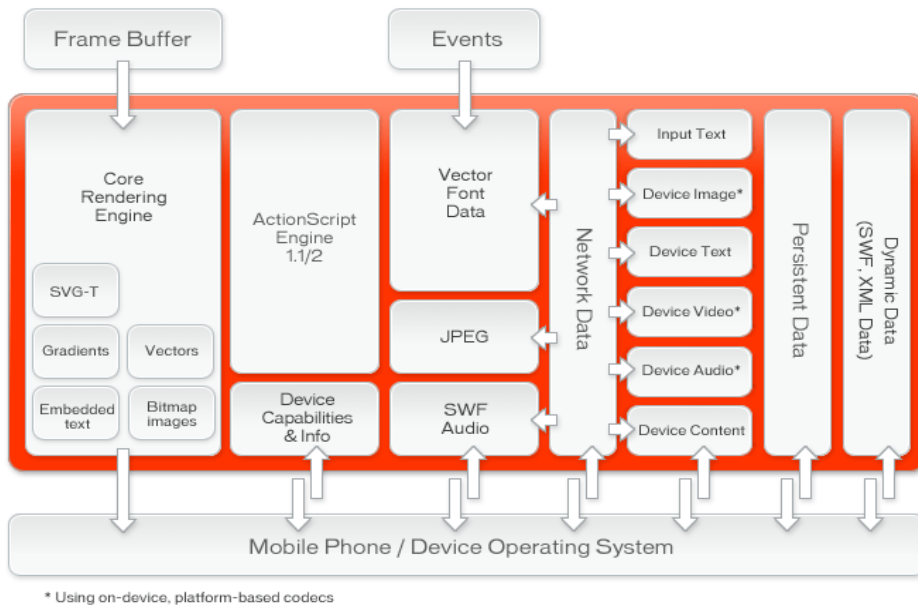 Frame Buffer
Events
Core
Rendering
Engine
SVG-T
Gradients
Vectors
Embedded
text
Bitmap
images
ActionScript
Engine
1.1/2
Device
Capabilities
& Info
Vector
Font
Data
JPEG
SWF
Audio
Network Data
Input Text
Device Image*
Device Text
Device Video*
Device Audio*
Device Content
Persistent Data
Dynamic Data
(SWF, XML Data)
Mobile Phone / Device Operating System
* Using on-device, platform-based codecs